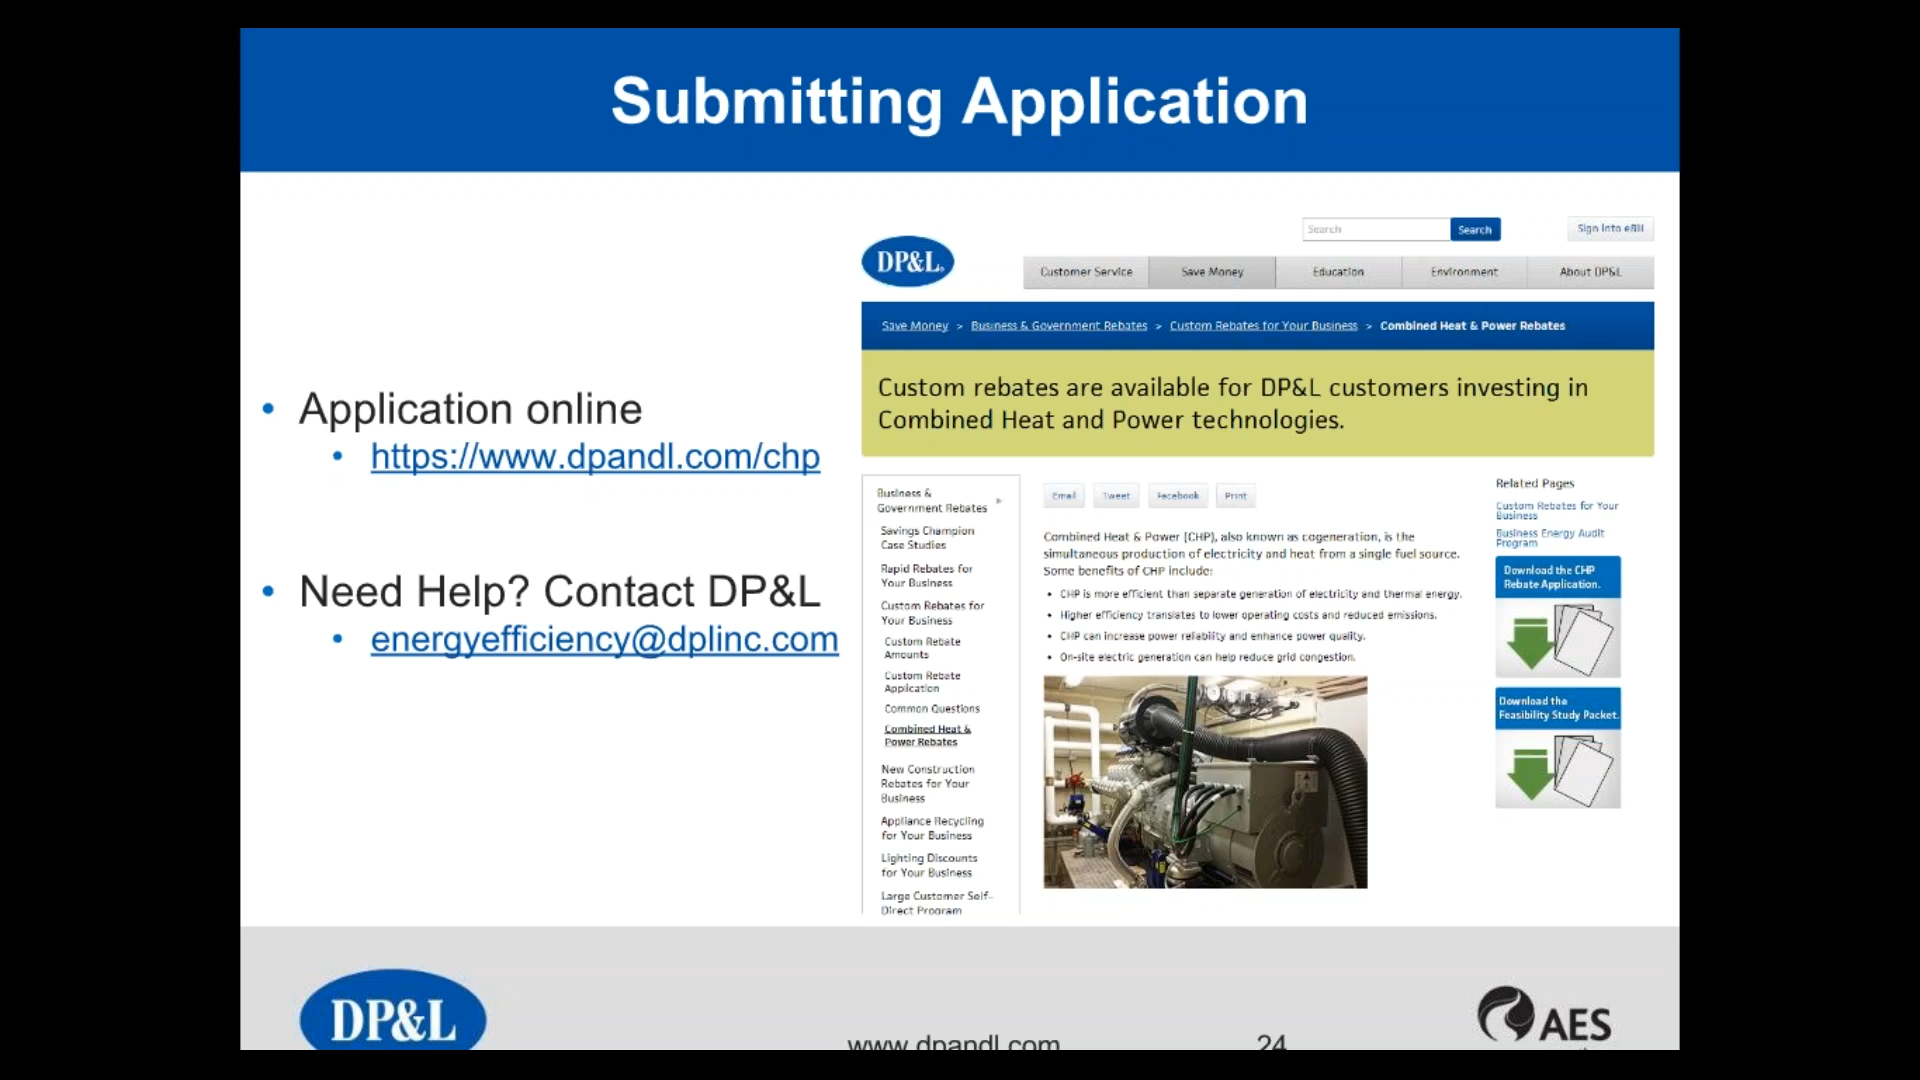 Submitting Application
• Application online
• https://www.dpandl.com/chp
• Need Help? Contact DP&L
• energyefficiency@dplinc.com
Search
Search
Sign into eBill
DP&L
Customer Service
Save Money
Education
Environment
About DP&L
Save Money > Business & Government Rebates > Custom Rebates for Your Business > Combined Heat & Power Rebates
Custom rebates are available for DP&L customers investing in
Combined Heat and Power technologies.
Business &
Government Rebates
Savings Champion
Case Studies
Rapid Rebates for
Your Business
Custom Rebates for
Your Business
Custom Rebate
Amounts
Custom Rebate
Application
Common Questions
Combined Heat &
Power Rebates
New Construction
Rebates for Your
Business
Appliance Recycling
for Your Business
Lighting Discounts
for Your Business
Large Customer Self-
Direct Program
Email
Tweet
Facebook
Print
Combined Heat & Power (CHP), also known as cogeneration, is the
simultaneous production of electricity and heat from a single fuel source.
Some benefits of CHP include:
• CHP is more efficient than separate generation of electricity and thermal energy.
• Higher efficiency translates to lower operating costs and reduced emissions.
• CHP can increase power reliability and enhance power quality.
• On-site electric generation can help reduce grid congestion.
Related Pages
Custom Rebates for Your
Business
Business Energy Audit
Program
Download the CHP
Rebate Application.
Download the
Feasibility Study Packet.
DP&L
www.dpandl.com
24
AES